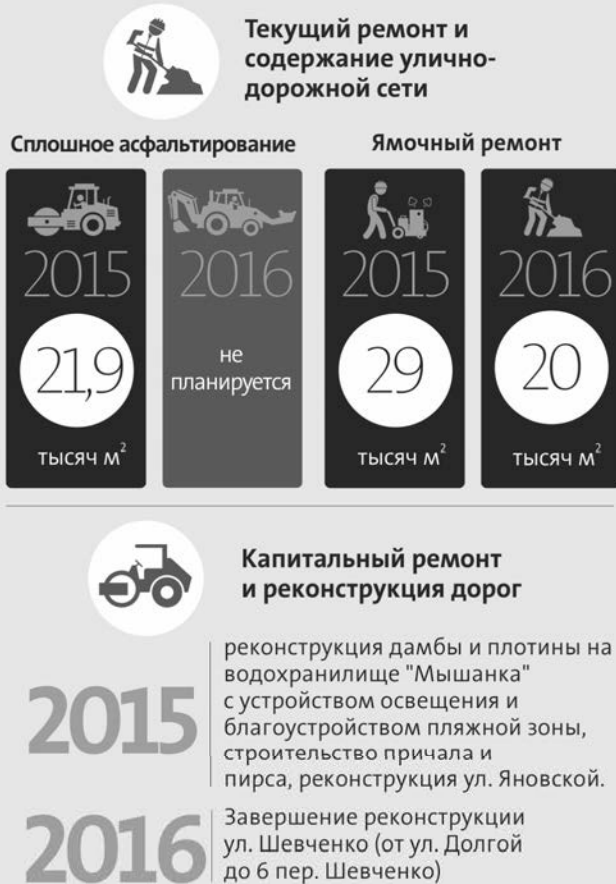 Текущий ремонт и
содержание улично-
дорожной сети
Сплошное асфальтирование
Ямочный ремонт
2015
21,9
тысяч м²
2016
не
планируется
2015
29
тысяч м²
2016
20
тысяч м²
Капитальный ремонт
и реконструкция дорог
2015
реконструкция дамбы и плотины на
водохранилище "Мышанка"
с устройством освещения и
благоустройством пляжной зоны,
строительство причала и
пирса, реконструкция ул. Яновской.
2016
Завершение реконструкции
ул. Шевченко (от ул. Долгой
до 6 пер. Шевченко)